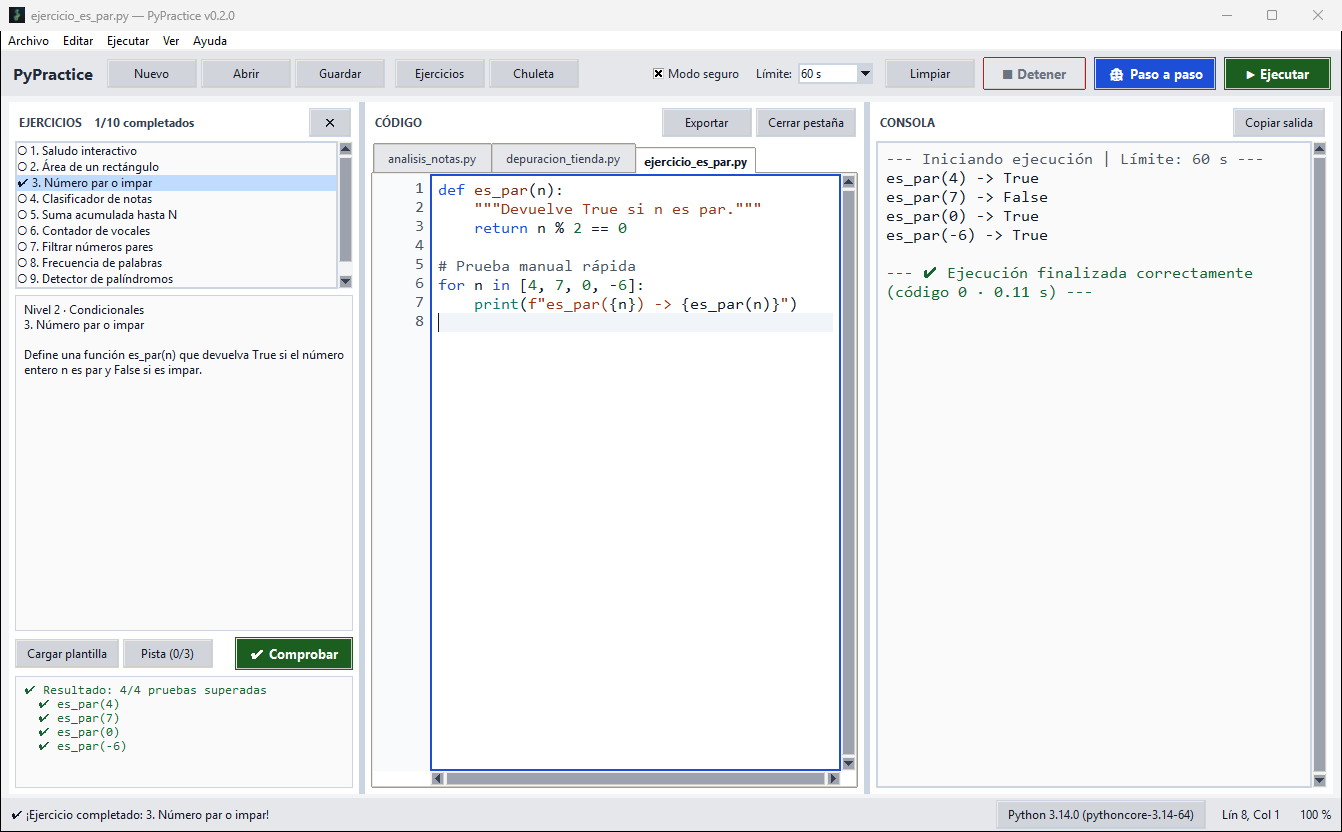 ejercicio_es_par.py — PyPractice v0.2.0
Archivo Editar Ejecutar Ver Ayuda
PyPractice Nuevo Abrir Guardar Ejercicios Chuleta Modo seguro Límite: 60 s Limpiar Detener Paso a paso Ejecutar
EJERCICIOS 1/10 completados
1. Saludo interactivo
2. Área de un rectángulo
✔ 3. Número par o impar
4. Clasificador de notas
5. Suma acumulada hasta N
6. Contador de vocales
7. Filtrar números pares
8. Frecuencia de palabras
9. Detector de palíndromos
Nivel 2 · Condicionales
3. Número par o impar
Define una función es_par(n) que devuelva True si el número
entero n es par y False si es impar.
Cargar plantilla Pista (0/3) ✔ Comprobar
✔ Resultado: 4/4 pruebas superadas
✔ es_par(4)
✔ es_par(7)
✔ es_par(0)
✔ es_par(-6)
CÓDIGO Exportar Cerrar pestaña
analisis_notas.py depuracion_tienda.py ejercicio_es_par.py
1 def es_par(n):
2 """Devuelve True si n es par."""
3 return n % 2 == 0
4
5 # Prueba manual rápida
6 for n in [4, 7, 0, -6]:
7 print(f"es_par({n}) -> {es_par(n)}")
8
CONSOLA Copiar salida
--- Iniciando ejecución | Límite: 60 s ---
es_par(4) -> True
es_par(7) -> False
es_par(0) -> True
es_par(-6) -> True
--- ✔ Ejecución finalizada correctamente
(código 0 · 0.11 s) ---
✔ ¡Ejercicio completado: 3. Número par o impar! Python 3.14.0 (pythoncore-3.14-64) Lín 8, Col 1 100 %